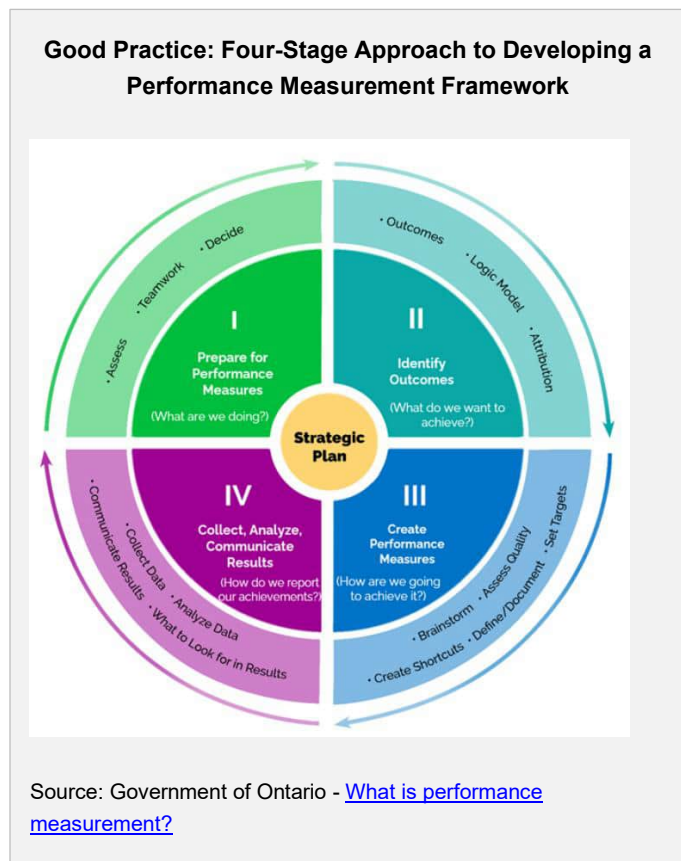 Good Practice: Four-Stage Approach to Developing a
Performance Measurement Framework
• Assess
• Teamwork
• Decide
I
Prepare for
Performance
Measures
(What are we doing?)
• Outcomes
• Logic Model
• Attribution
II
Identify
Outcomes
(What do we want to
achieve?)
Strategic
Plan
IV
Collect, Analyze,
Communicate
Results
(How do we report
our achievements?)
• Communicate Results
• Collect Data
• Analyze Data
• What to Look for in Results
III
Create
Performance
Measures
(How are we going
to achieve it?)
• Brainstorm
• Assess Quality
• Create Shortcuts
• Define/Document
• Set Targets
Source: Government of Ontario - What is performance
measurement?